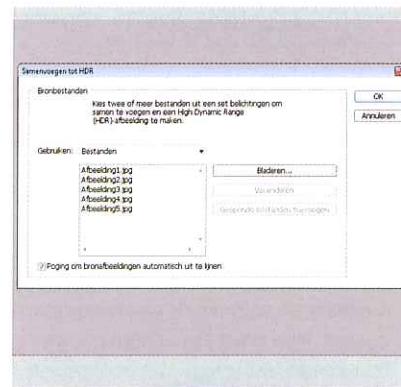 Samenvoegen tot HDR
Bronbestanden
Kies twee of meer bestanden uit een set belichtingen om
samen te voegen en een High Dynamic Range
(HDR)-afbeelding te maken.
OK
Annuleren
Gebruiken: Bestanden
Afbeelding1.jpg
Afbeelding2.jpg
Afbeelding3.jpg
Afbeelding4.jpg
Afbeelding5.jpg
Bladeren...
Verwijderen
Geopende bestanden toevoegen
Poging om bronafbeeldingen automatisch uit te lijnen